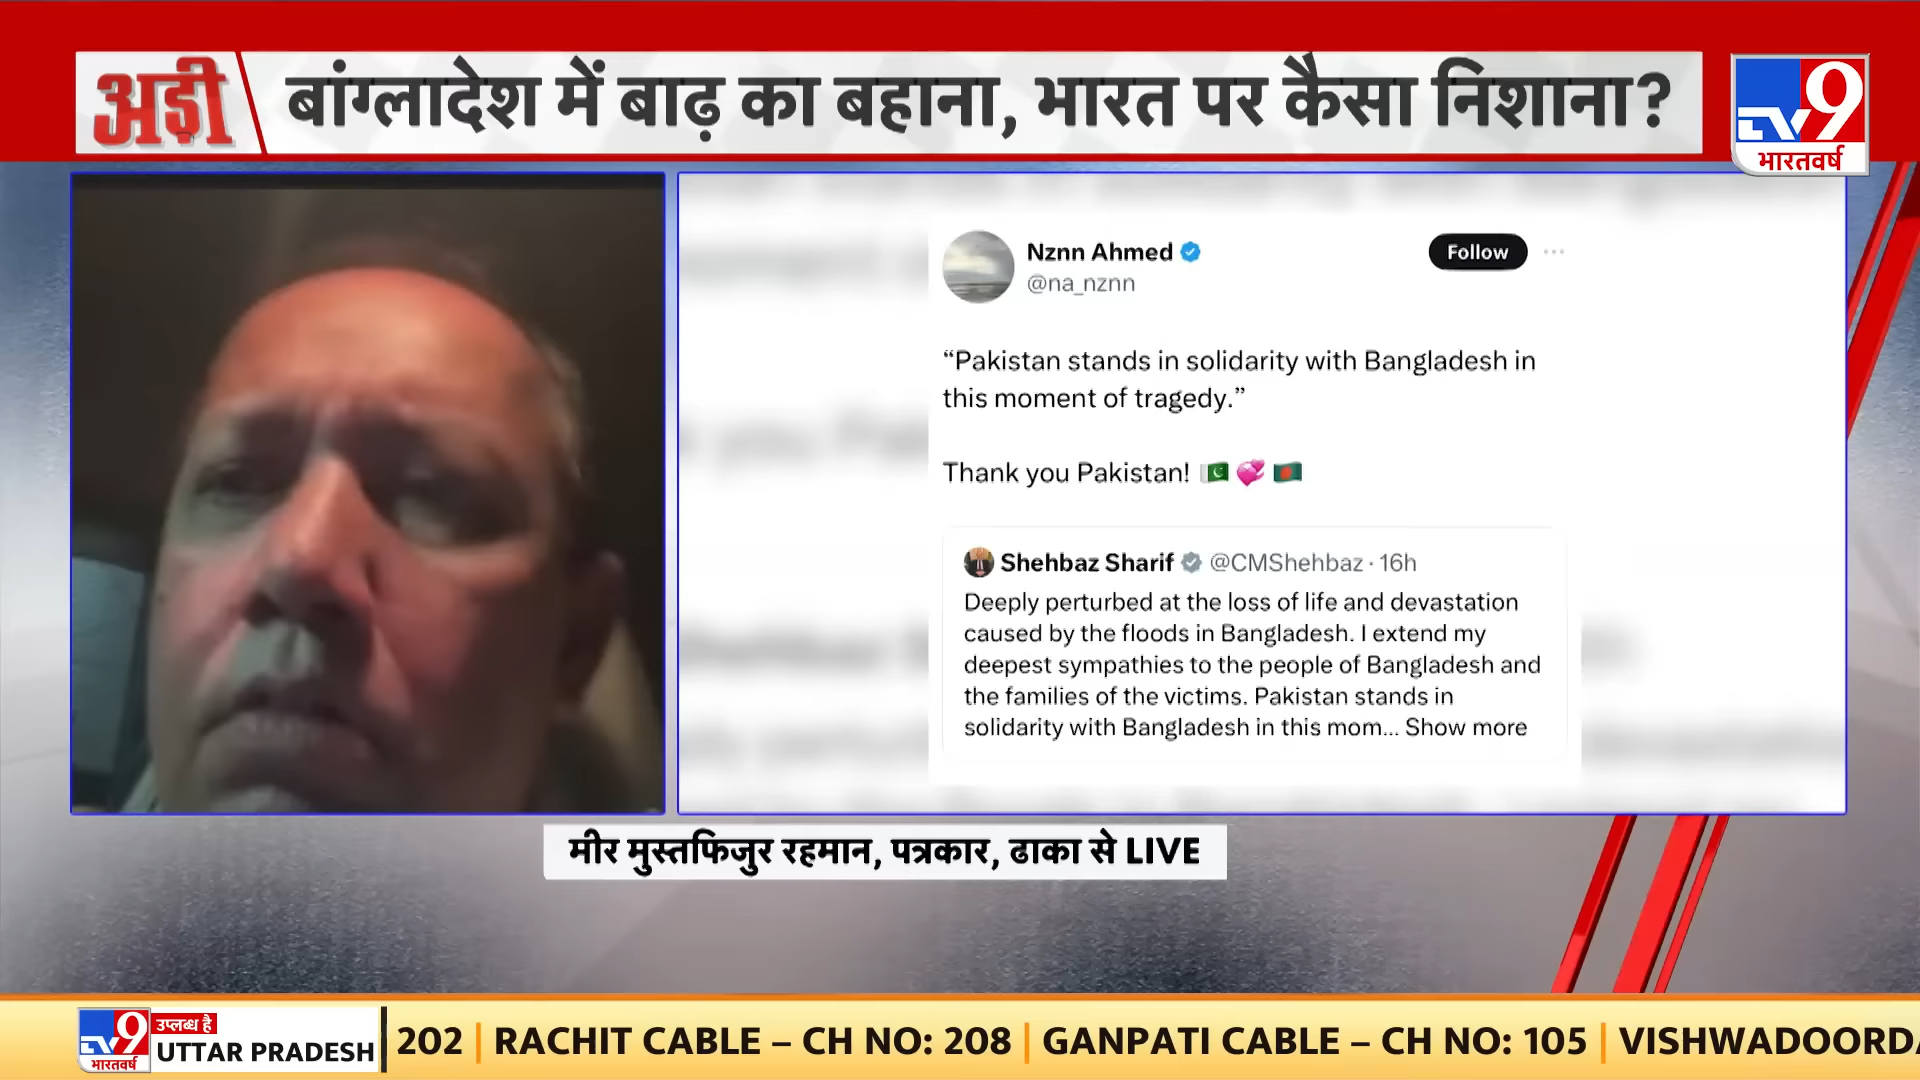 अड़ी
बांग्लादेश में बाढ़ का बहाना, भारत पर कैसा निशाना?
TV9
भारतवर्ष
Nznn Ahmed
@na_nznn
Follow
“Pakistan stands in solidarity with Bangladesh in
this moment of tragedy.”
Thank you Pakistan! 🇵🇰 💞 🇧🇩
Shehbaz Sharif @CMShehbaz · 16h
Deeply perturbed at the loss of life and devastation
caused by the floods in Bangladesh. I extend my
deepest sympathies to the people of Bangladesh and
the families of the victims. Pakistan stands in
solidarity with Bangladesh in this mom... Show more
मीर मुस्तफिजुर रहमान, पत्रकार, ढाका से LIVE
TV9
भारतवर्ष
उप्लब्ध है
UTTAR PRADESH
202 | RACHIT CABLE – CH NO: 208 | GANPATI CABLE – CH NO: 105 | VISHWADOORDA